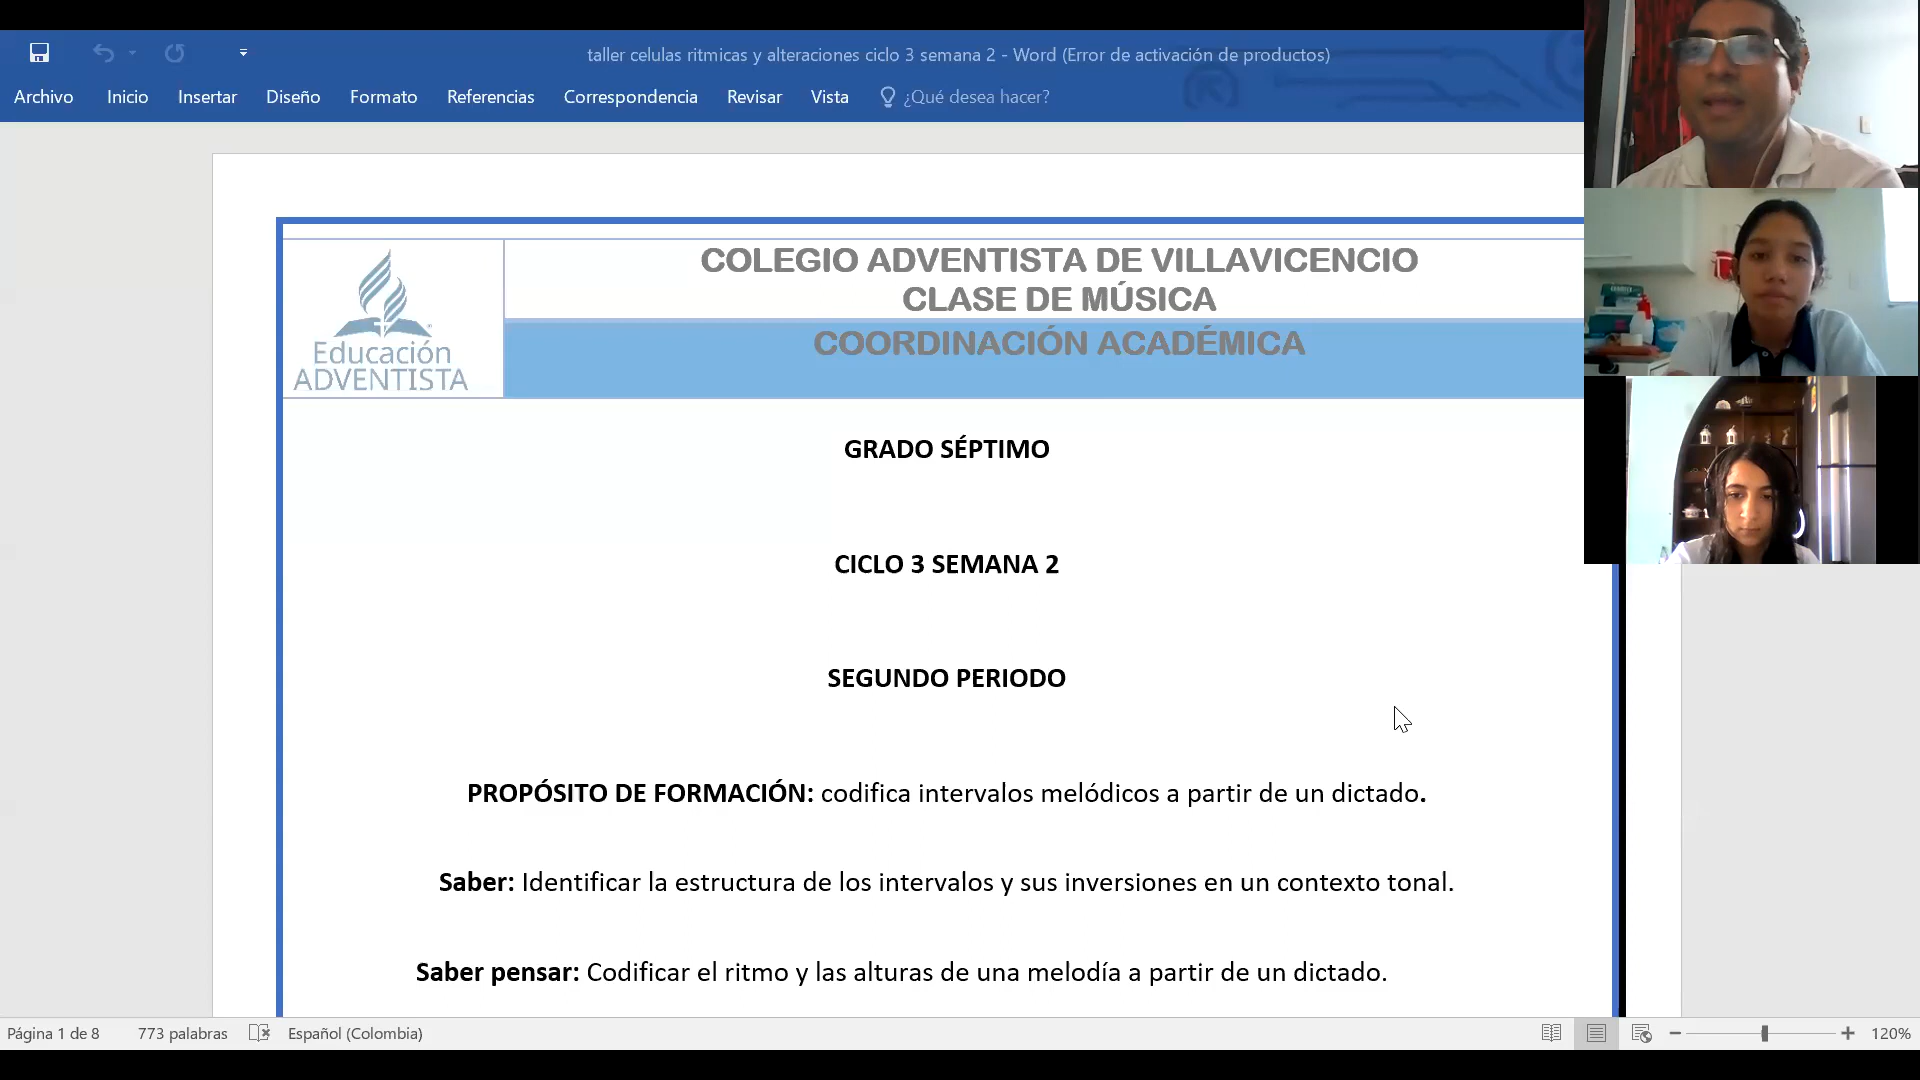 taller celulas ritmicas y alteraciones ciclo 3 semana 2 - Word (Error de activación de productos)
Archivo Inicio Insertar Diseño Formato Referencias Correspondencia Revisar Vista ¿Qué desea hacer?
COLEGIO ADVENTISTA DE VILLAVICENCIO
CLASE DE MÚSICA
COORDINACIÓN ACADÉMICA
Educación
ADVENTISTA
GRADO SÉPTIMO
CICLO 3 SEMANA 2
SEGUNDO PERIODO
PROPÓSITO DE FORMACIÓN: codifica intervalos melódicos a partir de un dictado.
Saber: Identificar la estructura de los intervalos y sus inversiones en un contexto tonal.
Saber pensar: Codificar el ritmo y las alturas de una melodía a partir de un dictado.
Página 1 de 8 773 palabras Español (Colombia) 120%